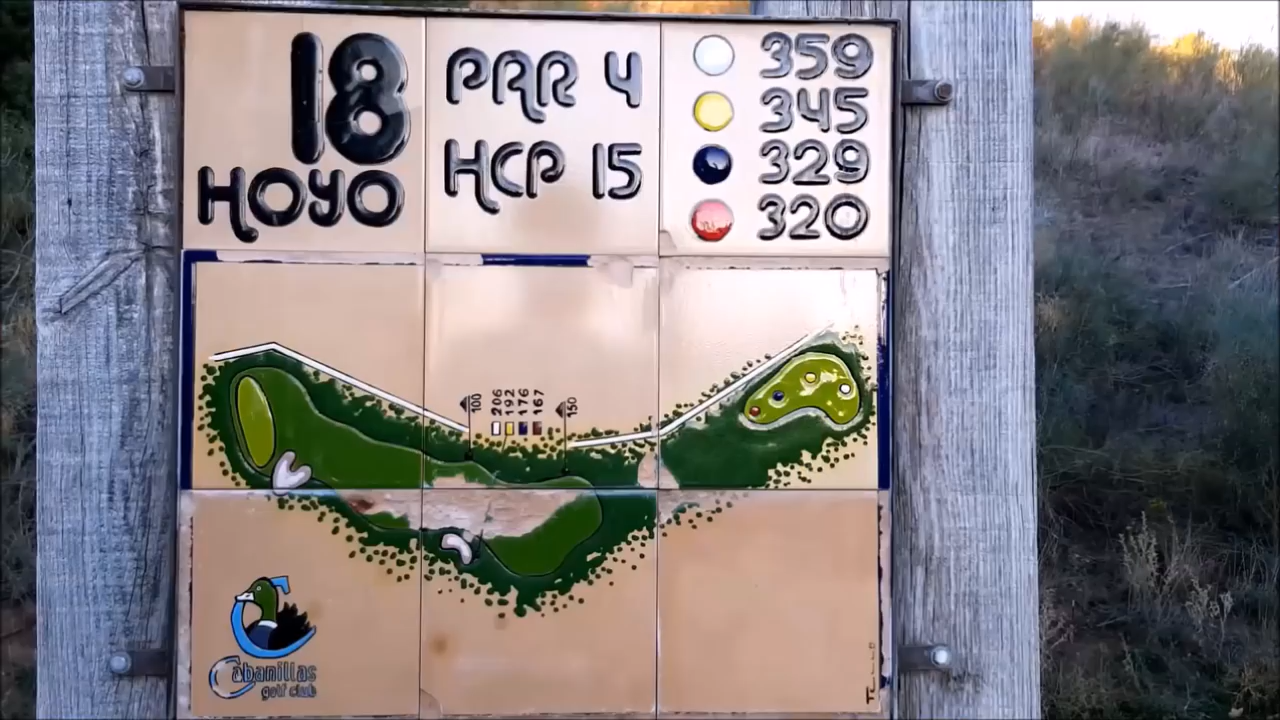 18
HOYO
PAR 4
HCP 15
359
345
329
320
100
206
192
176
167
150
Cabanillas
golf club